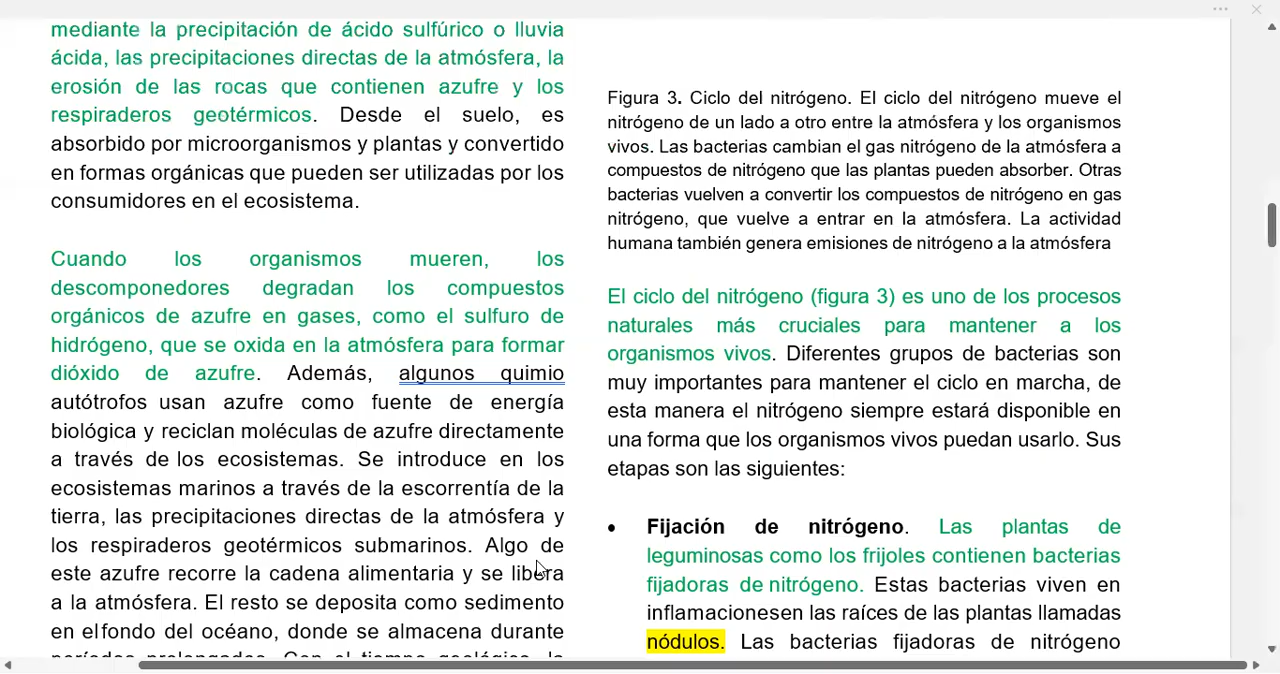 mediante la precipitación de ácido sulfúrico o lluvia
ácida, las precipitaciones directas de la atmósfera, la
erosión de las rocas que contienen azufre y los
respiraderos geotérmicos. Desde el suelo, es
absorbido por microorganismos y plantas y convertido
en formas orgánicas que pueden ser utilizadas por los
consumidores en el ecosistema.
Cuando los organismos mueren, los
descomponedores degradan los compuestos
orgánicos de azufre en gases, como el sulfuro de
hidrógeno, que se oxida en la atmósfera para formar
dióxido de azufre. Además, algunos quimio
autótrofos usan azufre como fuente de energía
biológica y reciclan moléculas de azufre directamente
a través de los ecosistemas. Se introduce en los
ecosistemas marinos a través de la escorrentía de la
tierra, las precipitaciones directas de la atmósfera y
los respiraderos geotérmicos submarinos. Algo de
este azufre recorre la cadena alimentaria y se libera
a la atmósfera. El resto se deposita como sedimento
en el fondo del océano, donde se almacena durante
períodos prolongados. Con el tiempo geológico, la
Figura 3. Ciclo del nitrógeno. El ciclo del nitrógeno mueve el
nitrógeno de un lado a otro entre la atmósfera y los organismos
vivos. Las bacterias cambian el gas nitrógeno de la atmósfera a
compuestos de nitrógeno que las plantas pueden absorber. Otras
bacterias vuelven a convertir los compuestos de nitrógeno en gas
nitrógeno, que vuelve a entrar en la atmósfera. La actividad
humana también genera emisiones de nitrógeno a la atmósfera
El ciclo del nitrógeno (figura 3) es uno de los procesos
naturales más cruciales para mantener a los
organismos vivos. Diferentes grupos de bacterias son
muy importantes para mantener el ciclo en marcha, de
esta manera el nitrógeno siempre estará disponible en
una forma que los organismos vivos puedan usarlo. Sus
etapas son las siguientes:
• Fijación de nitrógeno. Las plantas de
leguminosas como los frijoles contienen bacterias
fijadoras de nitrógeno. Estas bacterias viven en
inflamacionesen las raíces de las plantas llamadas
nódulos. Las bacterias fijadoras de nitrógeno